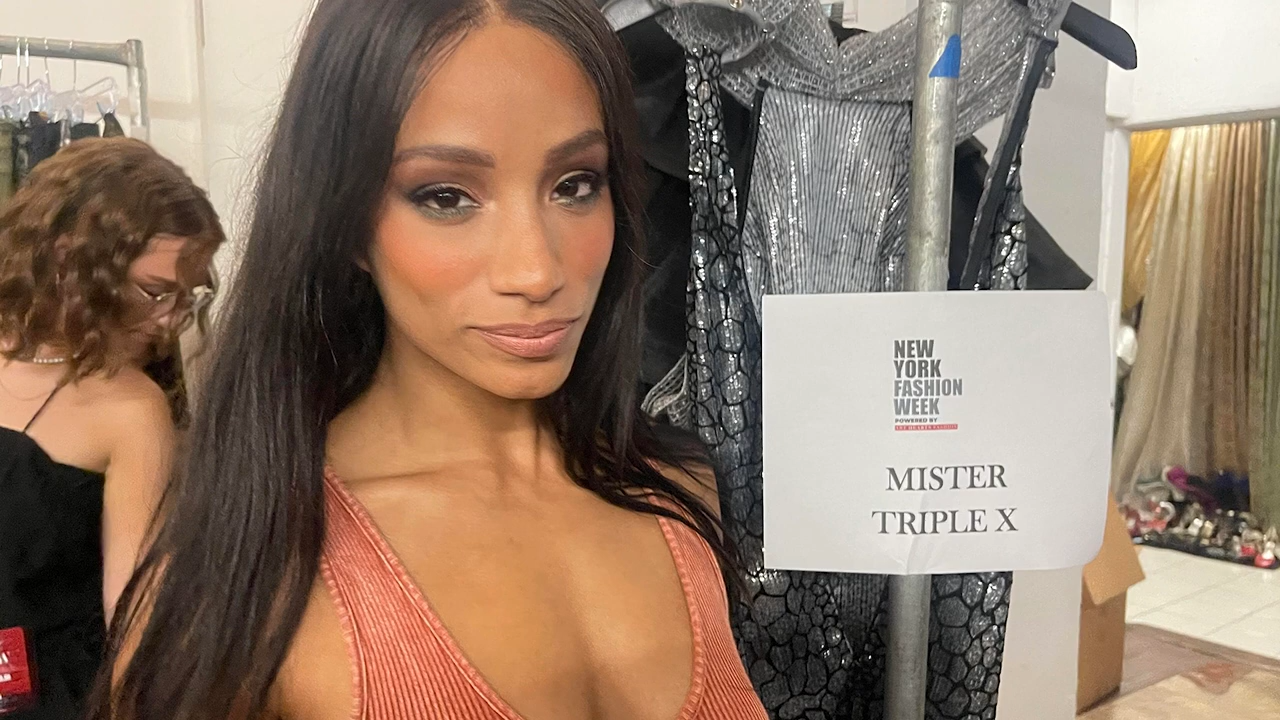 NEW
YORK
FASHION
WEEK
POWERED BY
MISTER
TRIPLE X